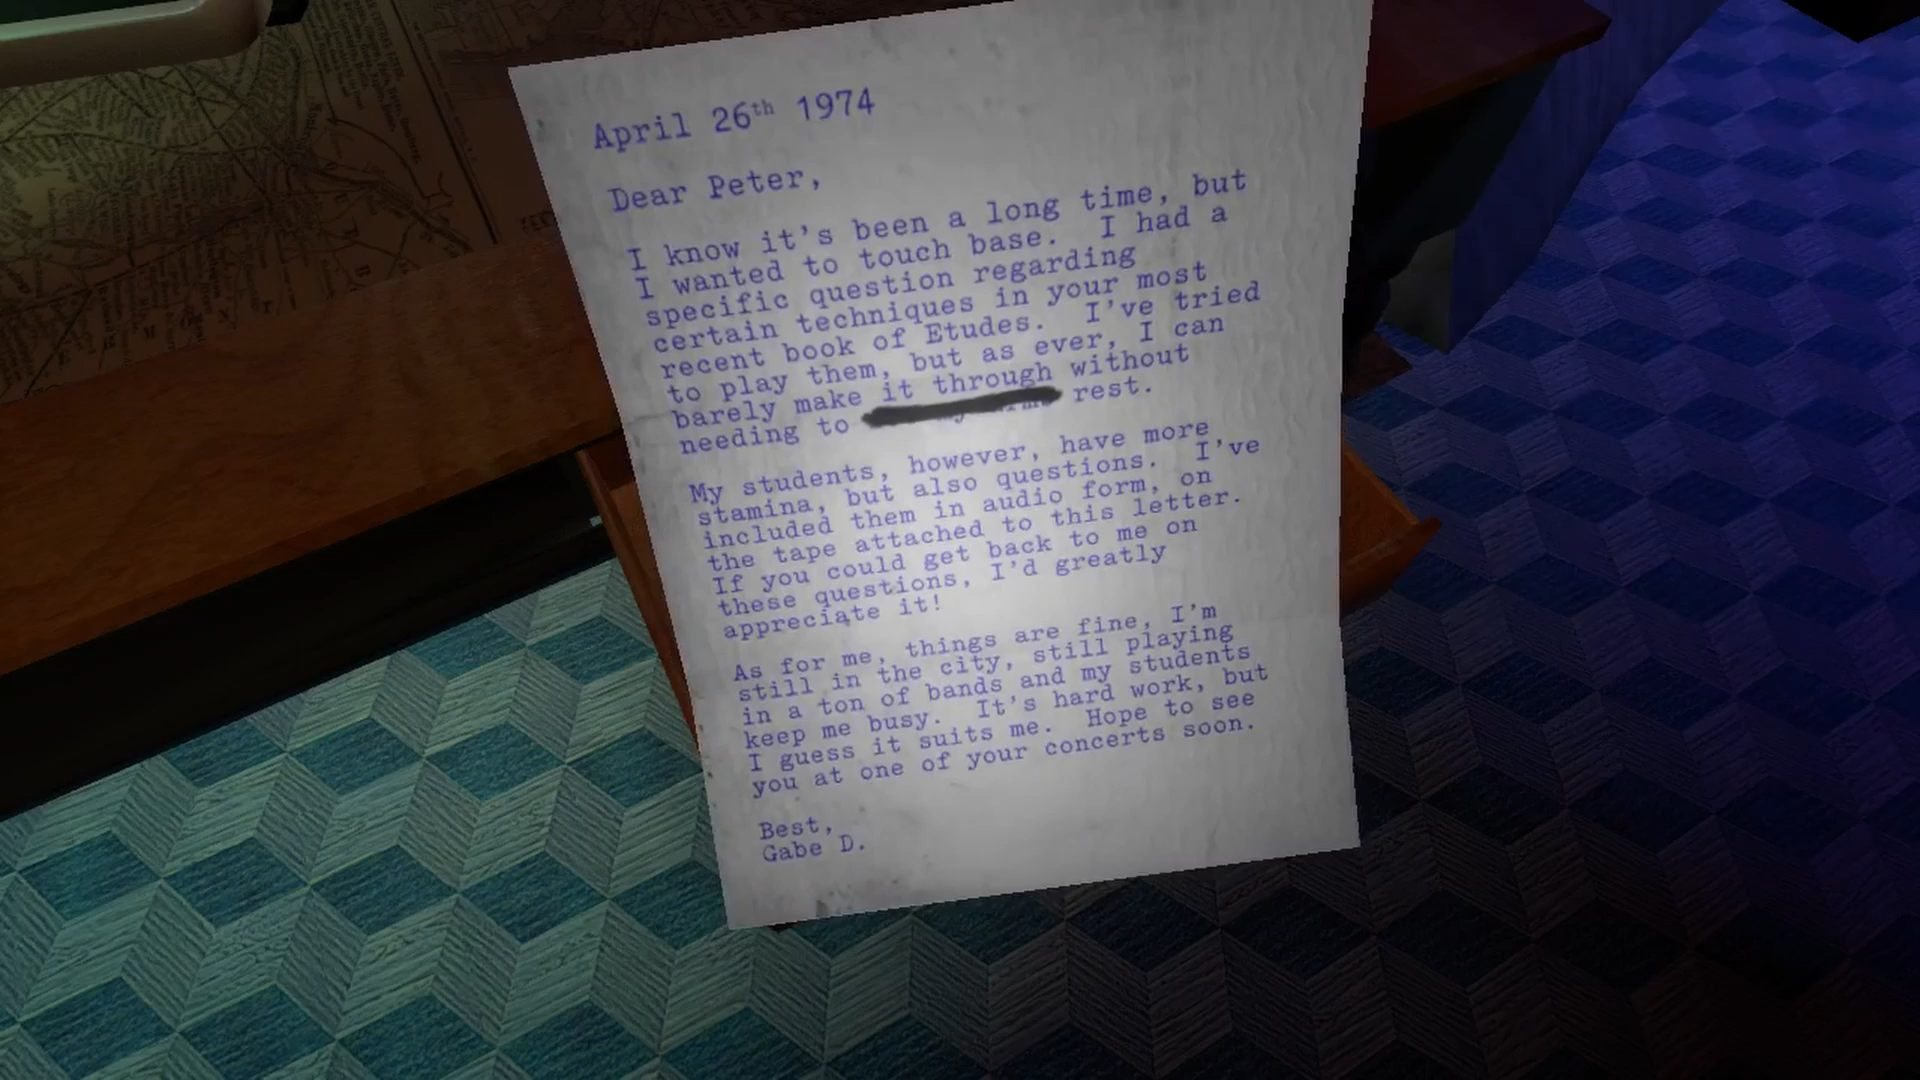 April 26th 1974
Dear Peter,
I know it's been a long time, but
I wanted to touch base.  I had a
specific question regarding
certain techniques in your most
recent book of Etudes.  I've tried
to play them, but as ever, I can
barely make it through without
needing to my arms rest.
My students, however, have more
stamina, but also questions.  I've
included them in audio form, on
the tape attached to this letter.
If you could get back to me on
these questions, I'd greatly
appreciate it!
As for me, things are fine, I'm
still in the city, still playing
in a ton of bands and my students
keep me busy.  It's hard work, but
I guess it suits me.  Hope to see
you at one of your concerts soon.
Best,
Gabe D.